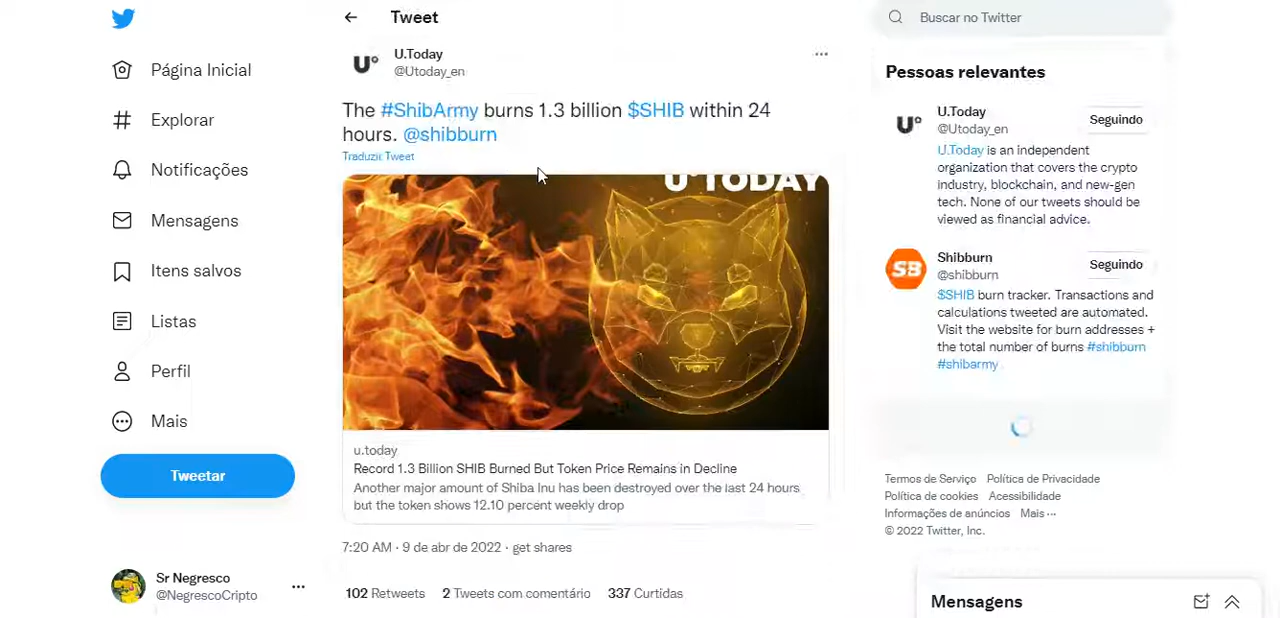 Página Inicial
Explorar
Notificações
Mensagens
Itens salvos
Listas
Perfil
Mais
Tweetar
Sr Negresco
@NegrescoCripto
Tweet
U.Today
@Utoday_en
The #ShibArmy burns 1.3 billion $SHIB within 24
hours. @shibburn
Traduzir Tweet
U°TODAY
u.today
Record 1.3 Billion SHIB Burned But Token Price Remains in Decline
Another major amount of Shiba Inu has been destroyed over the last 24 hours,
but the token shows 12.10 percent weekly drop
7:20 AM · 9 de abr de 2022 · get shares
102 Retweets 2 Tweets com comentário 337 Curtidas
Buscar no Twitter
Pessoas relevantes
U.Today
@Utoday_en
Seguindo
U.Today is an independent
organization that covers the crypto
industry, blockchain, and new-gen
tech. None of our tweets should be
viewed as financial advice.
SB
Shibburn
@shibburn
Seguindo
$SHIB burn tracker. Transactions and
calculations tweeted are automated.
Visit the website for burn addresses +
the total number of burns #shibburn
#shibarmy
Termos de Serviço Política de Privacidade
Política de cookies Acessibilidade
Informações de anúncios Mais ···
© 2022 Twitter, Inc.
Mensagens